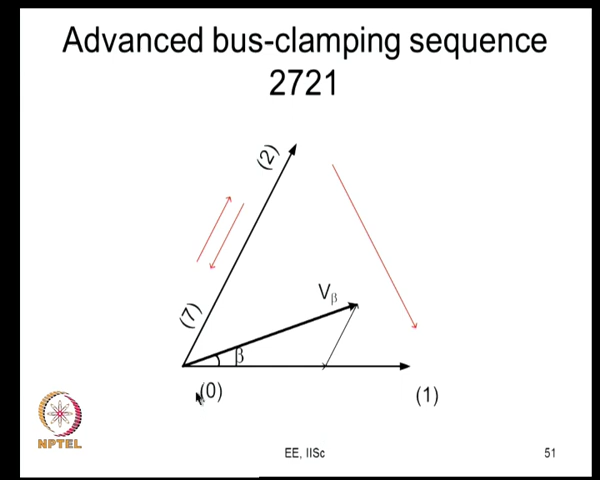 Advanced bus-clamping sequence
2721
(2)
(7)
Vβ
β
(0)
(1)
NPTEL
EE, IISc
51